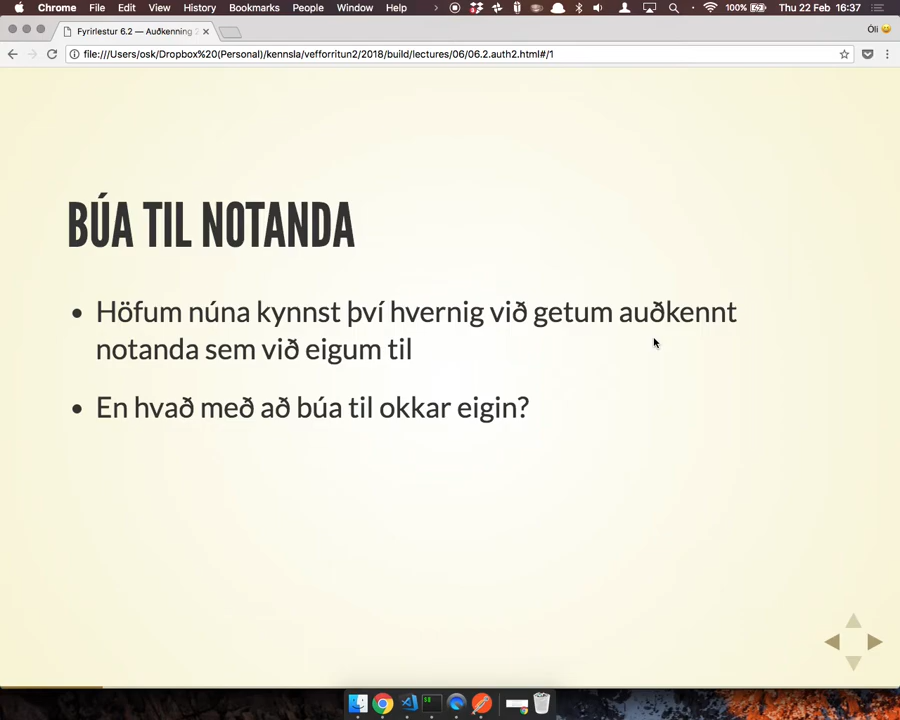 Chrome File Edit View History Bookmarks People Window Help 100% Thu 22 Feb 16:37
Fyrirlestur 6.2 — Auðkenning
Óli
file:///Users/osk/Dropbox%20(Personal)/kennsla/vefforritun2/2018/build/lectures/06/06.2.auth2.html#/1
BÚA TIL NOTANDA
Höfum núna kynnst því hvernig við getum auðkennt
notanda sem við eigum til
En hvað með að búa til okkar eigin?